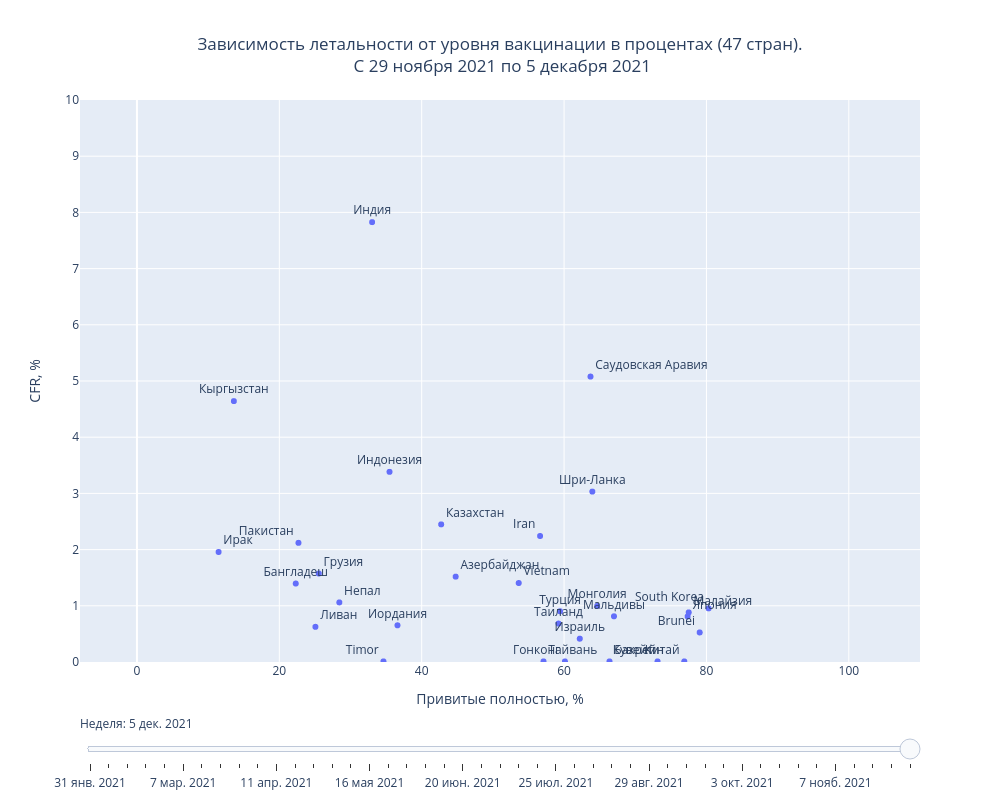 Зависимость летальности от уровня вакцинации в процентах (47 стран).
С 29 ноября 2021 по 5 декабря 2021
10
9
Индия
8
7
6
Саудовская Аравия
5
Кыргызстан
CFR, %
4
Индонезия
Шри-Ланка
3
Казахстан
Iran
Пакистан
Ирак
2
Грузия
Азербайджан
Бангладеш
Vietnam
Непал
Монголия
South Korea
Турция
Малайзия
Мальдивы
Япония
1
Иордания
Таиланд
Ливан
Brunei
Израиль
Timor
Гонконг
Тайвань
Китай
0
0 20 40 60 80 100
Привитые полностью, %
Неделя: 5 дек. 2021
31 янв. 2021 7 мар. 2021 11 апр. 2021 16 мая 2021 20 июн. 2021 25 июл. 2021 29 авг. 2021 3 окт. 2021 7 нояб. 2021